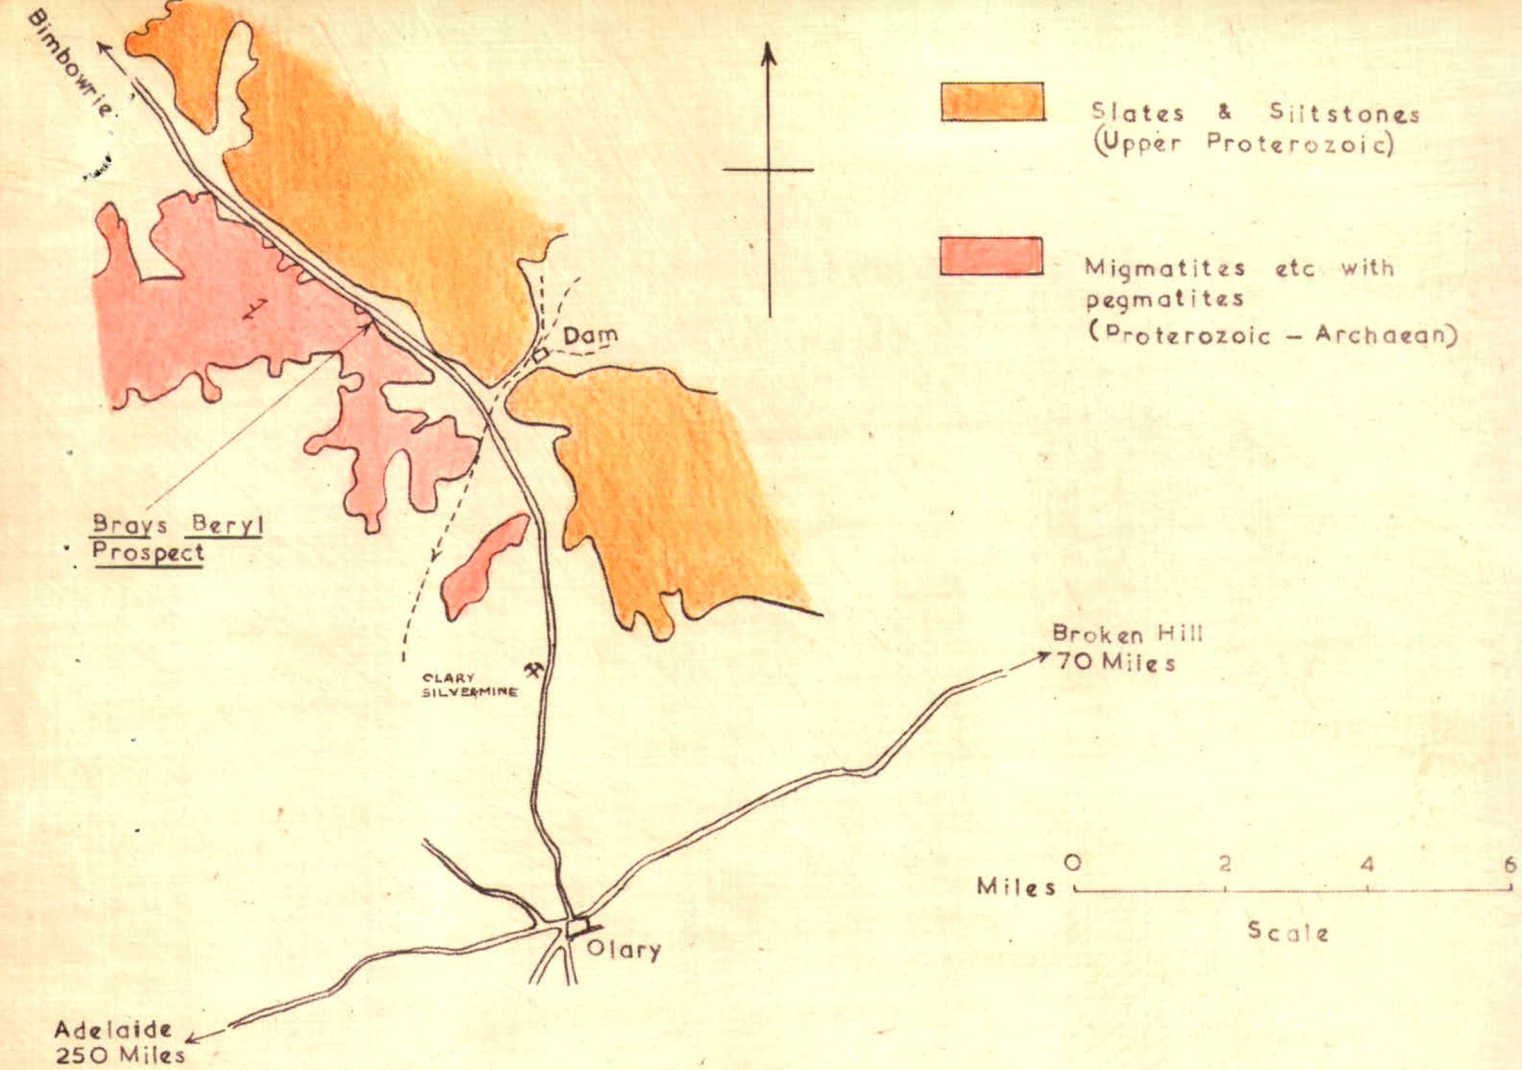 Bimbowrie
Slates & Siltstones
(Upper Proterozoic)
Migmatites etc with
pegmatites
(Proterozoic – Archaean)
Dam
Brays Beryl
Prospect
OLARY
SILVERMINE
Broken Hill
70 Miles
0 2 4 6
Miles
Scale
Olary
Adelaide
250 Miles